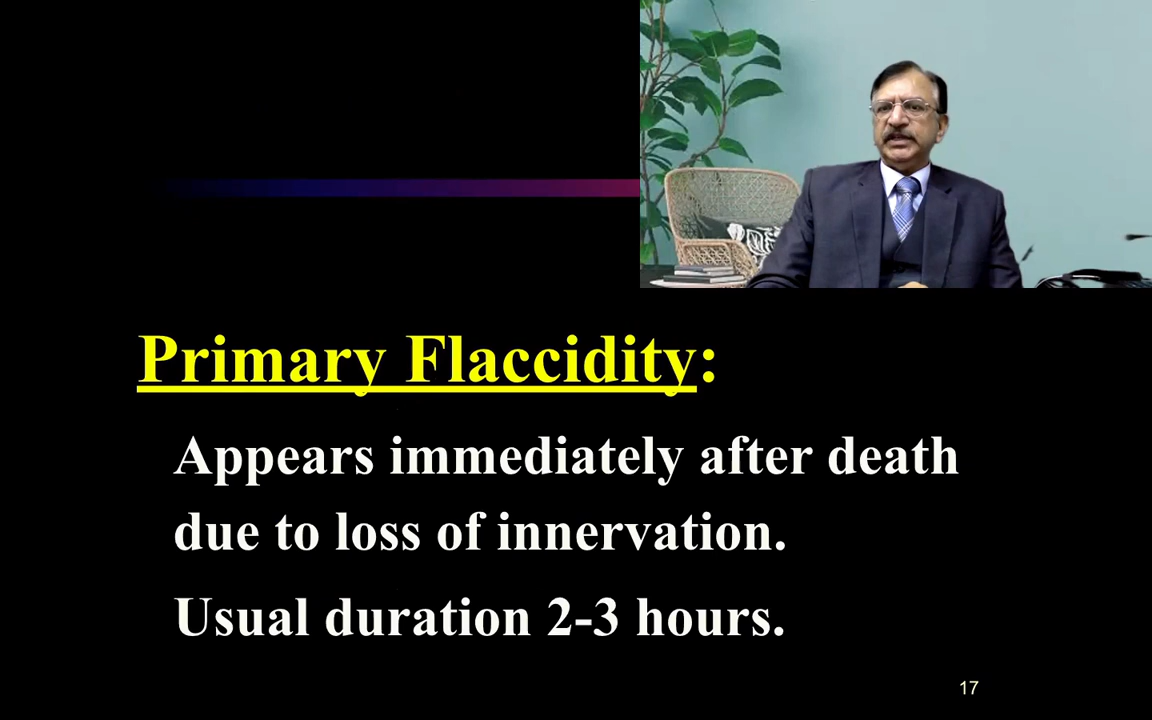 Primary Flaccidity:
Appears immediately after death
due to loss of innervation.
Usual duration 2-3 hours.
17